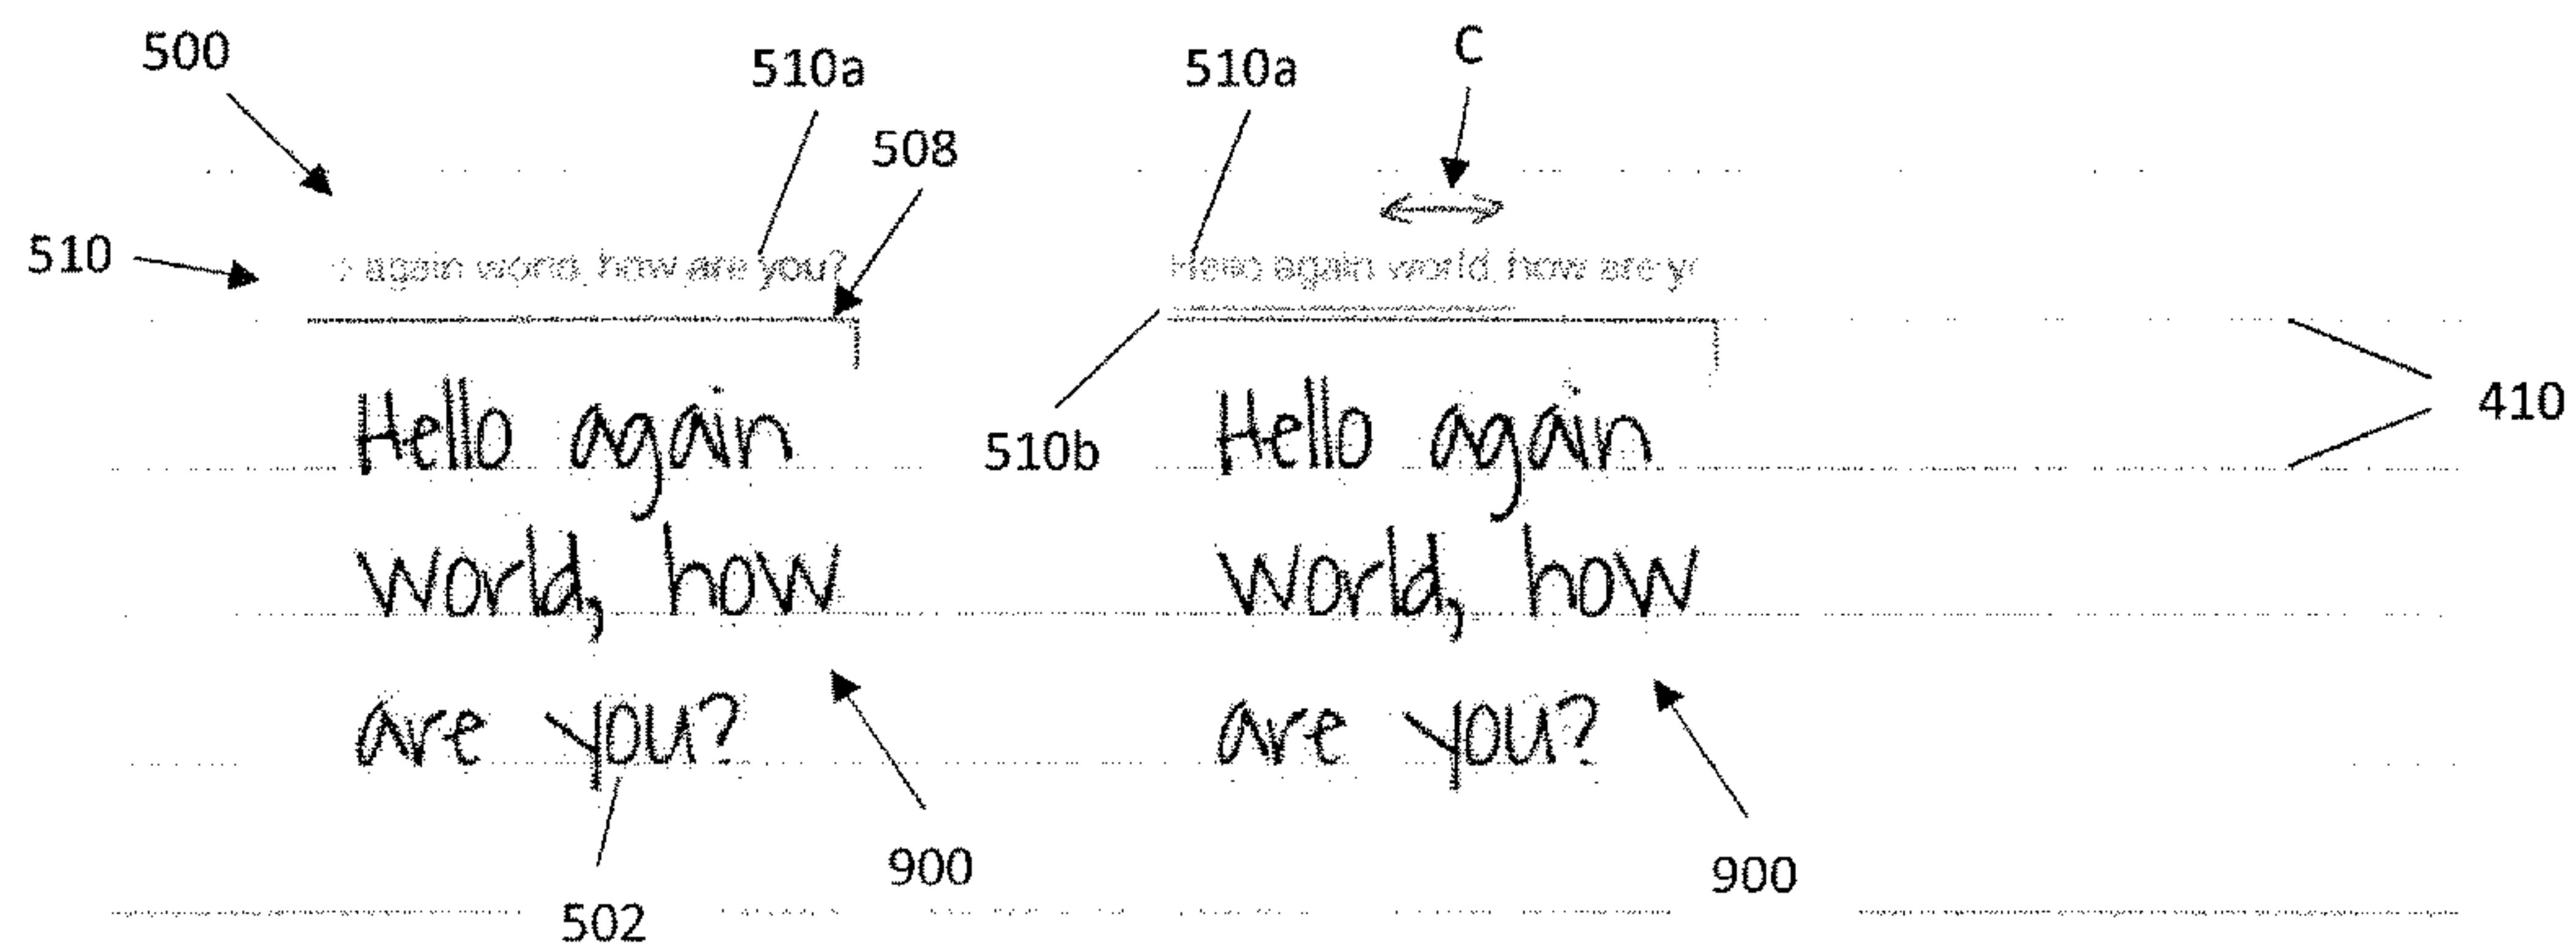 500
510a
510a
C
508
510
again world, how are you?
Hello again world, how are y
510b
410
Hello again
Hello again
world, how
world, how
are you?
are you?
900
900
502